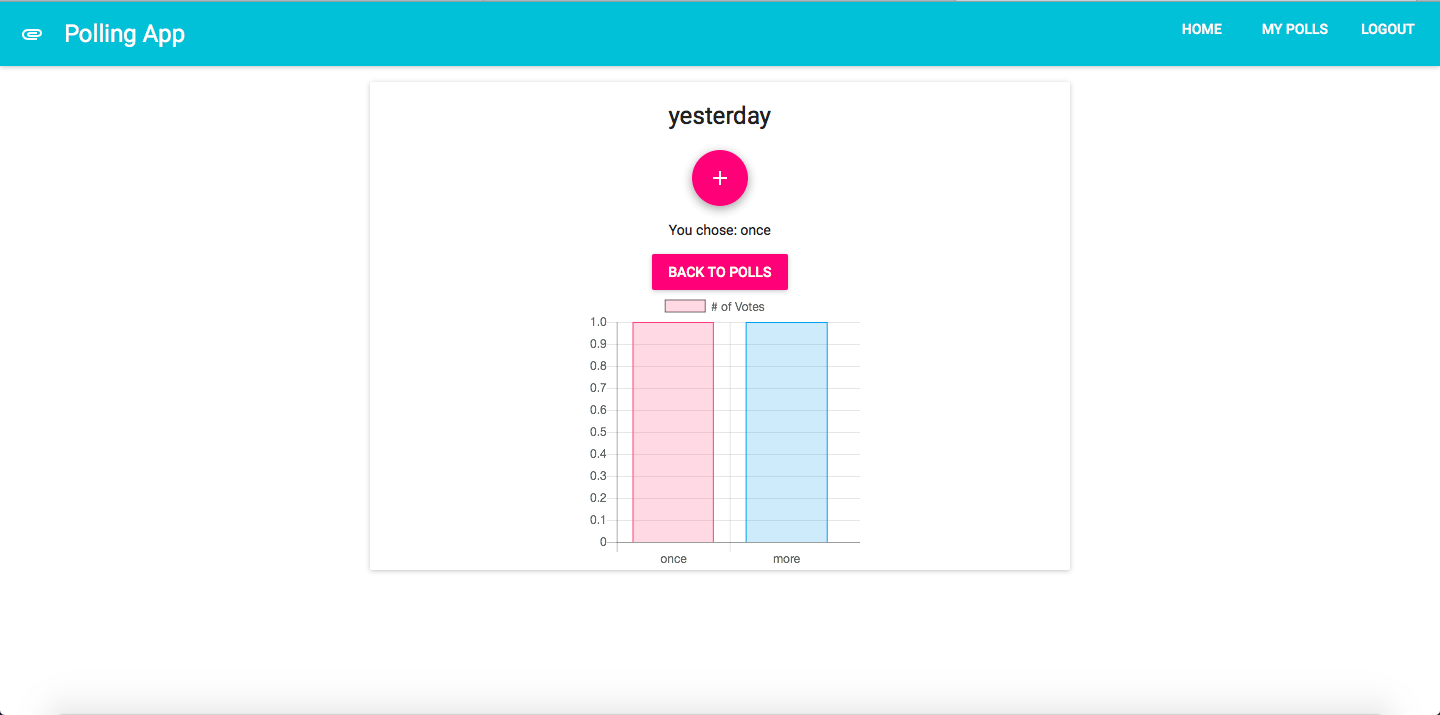 Polling App
HOME MY POLLS LOGOUT
yesterday
+
You chose: once
BACK TO POLLS
# of Votes
1.0
0.9
0.8
0.7
0.6
0.5
0.4
0.3
0.2
0.1
0
once more